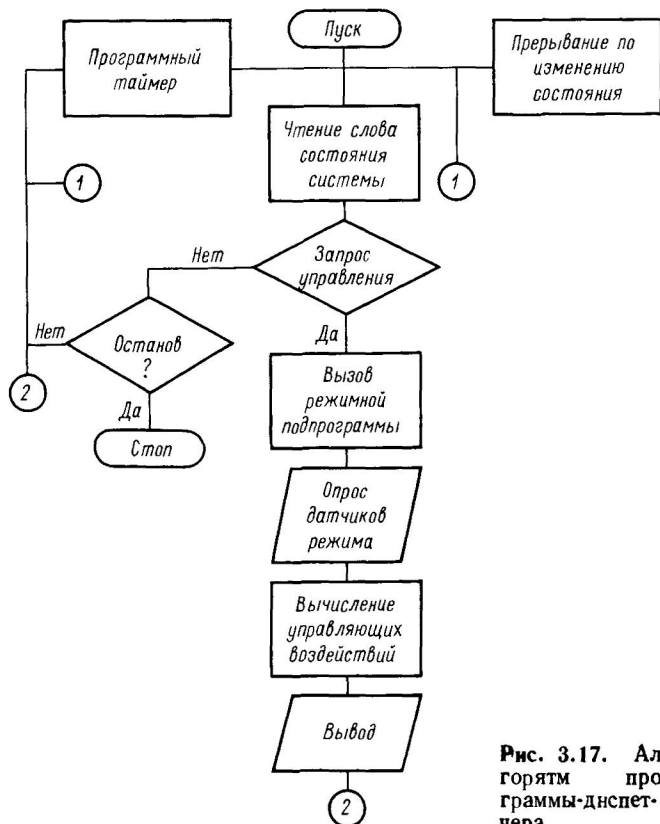 Пуск
Программный
таймер
Прерывание по
изменению
состояния
Чтение слова
состояния
системы
1
1
Нет
Запрос
управления
Нет
Останов
?
Да
2
Да
Стоп
Вызов
режимной
подпрограммы
Опрос
датчиков
режима
Вычисление
управляющих
воздействий
Вывод
2
Рис. 3.17. Ал-
горятм про-
граммы-диспет-
чера